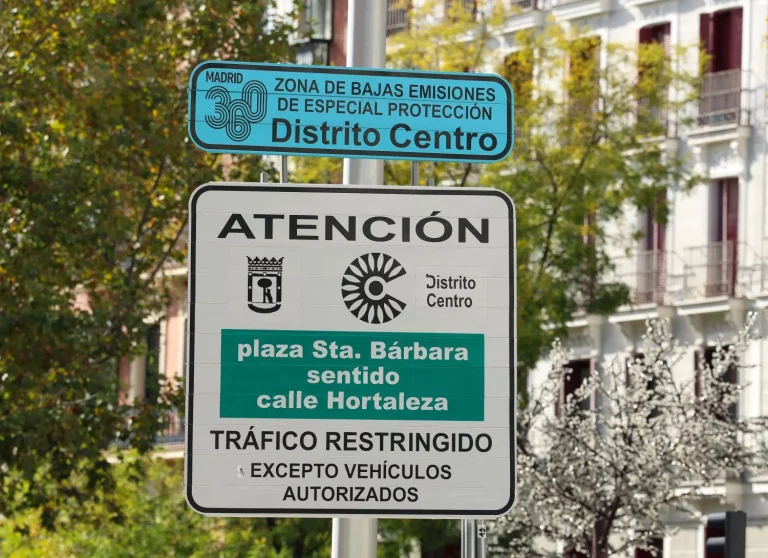 MADRID
360
ZONA DE BAJAS EMISIONES
DE ESPECIAL PROTECCIÓN
Distrito Centro
ATENCIÓN
Distrito
Centro
plaza Sta. Bárbara
sentido
calle Hortaleza
TRÁFICO RESTRINGIDO
EXCEPTO VEHÍCULOS
AUTORIZADOS